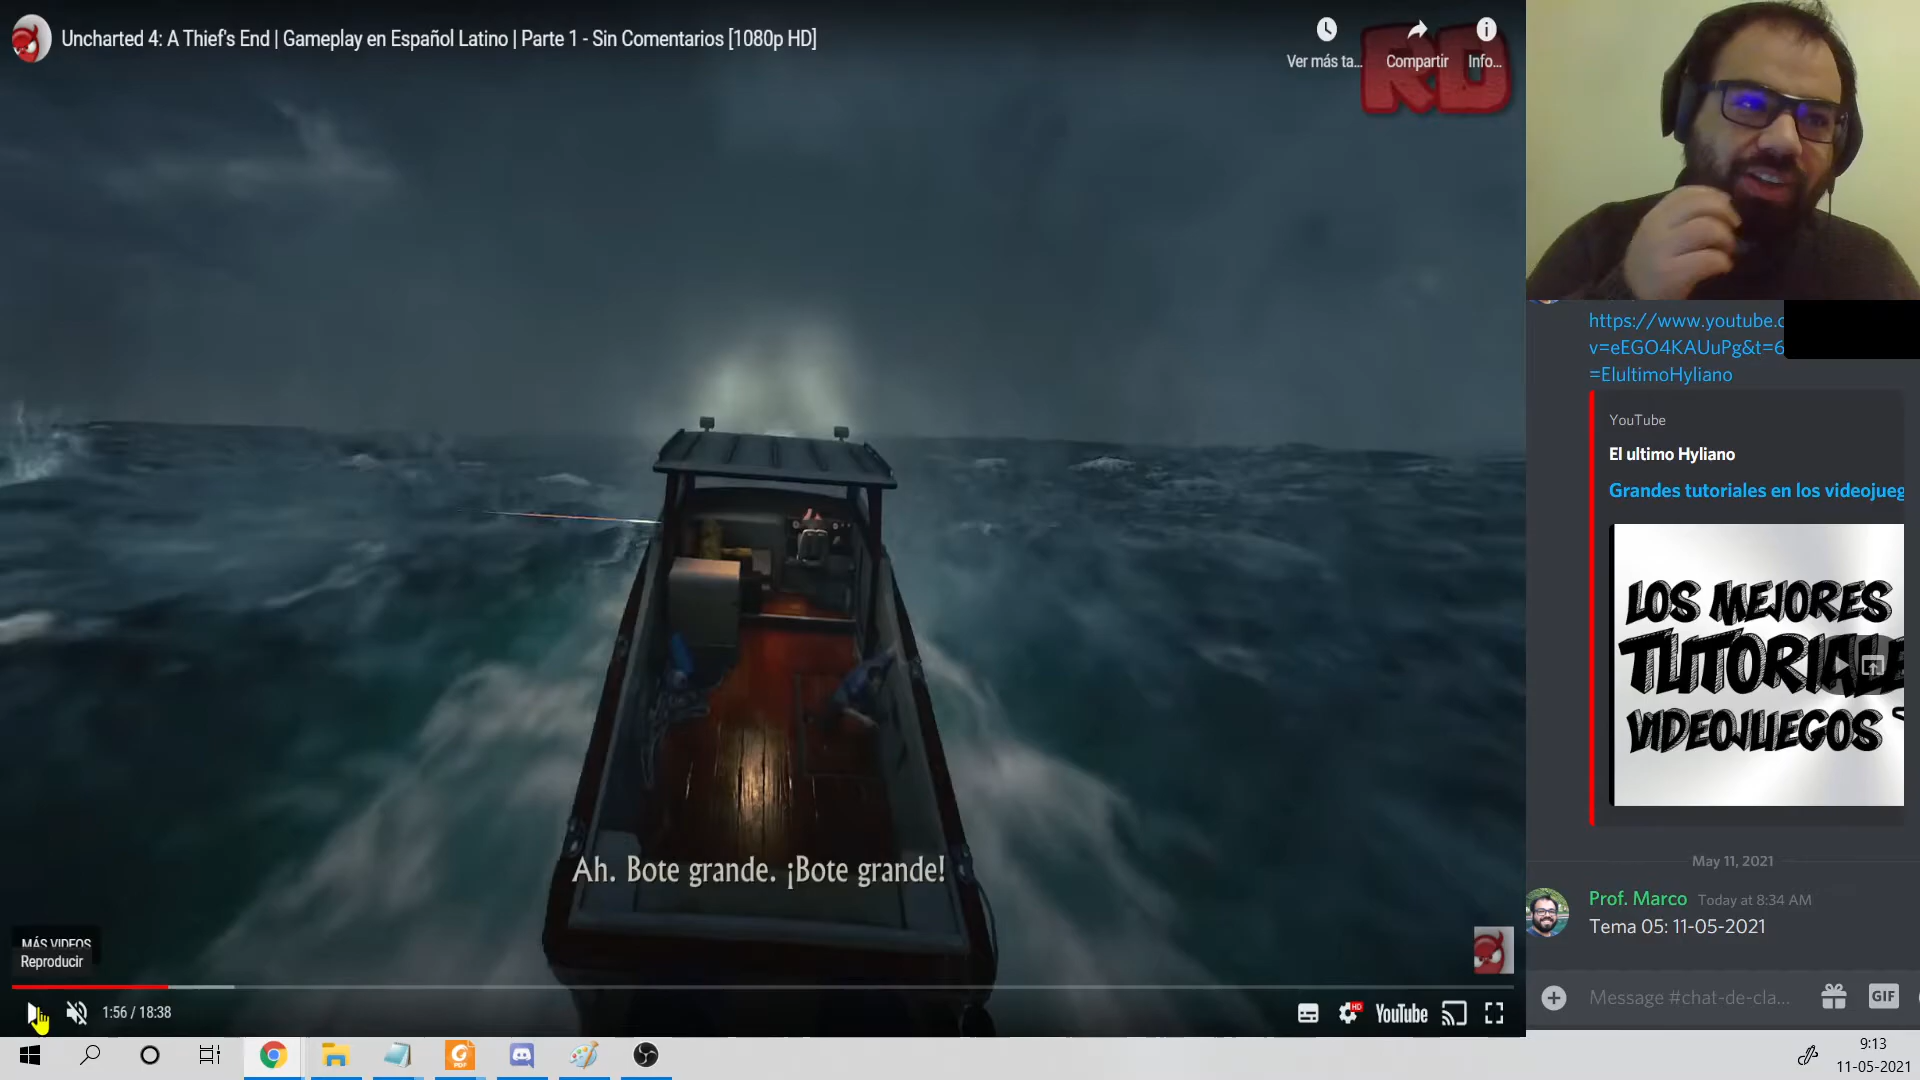 Uncharted 4: A Thief's End | Gameplay en Español Latino | Parte 1 - Sin Comentarios [1080p HD]
Ver más ta...
Compartir
Info...
RD
Ah. Bote grande. ¡Bote grande!
MÁS VIDEOS
Reproducir
1:56 / 18:38
HD
YouTube
https://www.youtube.c
v=eEGO4KAUuPg&t=6
=ElultimoHyliano
YouTube
El ultimo Hyliano
Grandes tutoriales en los videojueg
LOS MEJORES
TUTORIALE
VIDEOJUEGOS
May 11, 2021
Prof. Marco Today at 8:34 AM
Tema 05: 11-05-2021
Message #chat-de-cla...
GIF
PDF
9:13
11-05-2021